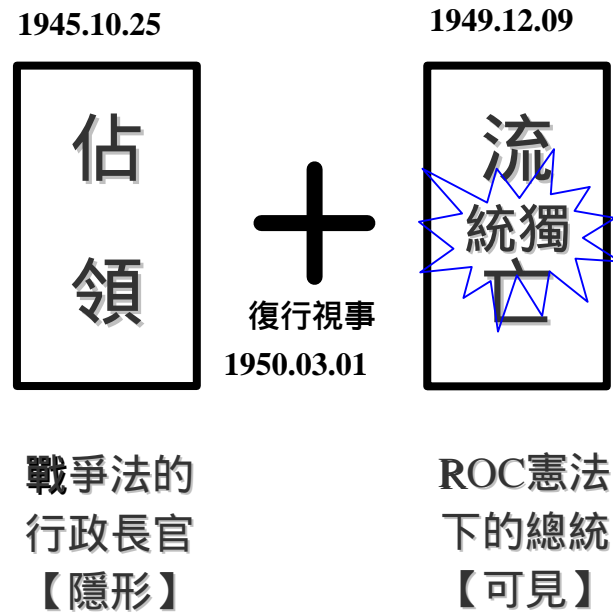 1945.10.25
佔
領
復行視事
1950.03.01
1949.12.09
流
統獨
亡
戰爭法的
行政長官
【隱形】
ROC憲法
下的總統
【可見】